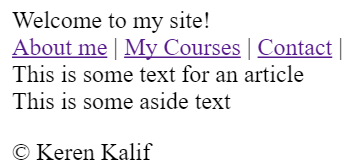 Welcome to my site!
About me | My Courses | Contact |
This is some text for an article
This is some aside text
© Keren Kalif